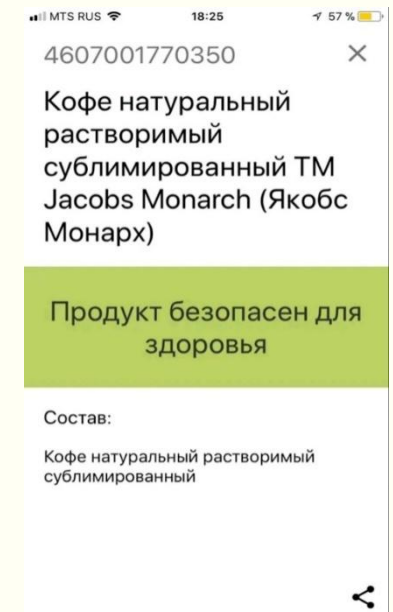 MTS RUS 18:25 57 %
4607001770350
Кофе натуральный
растворимый
сублимированный ТМ
Jacobs Monarch (Якобс
Монарх)
Продукт безопасен для
здоровья
Состав:
Кофе натуральный растворимый
сублимированный